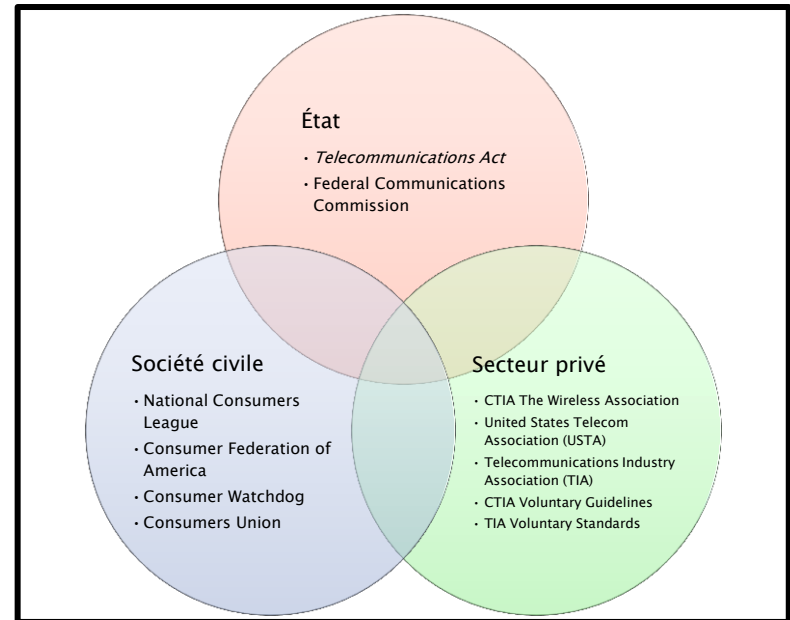 État
• Telecommunications Act
• Federal Communications
Commission
Société civile
• National Consumers
League
• Consumer Federation of
America
• Consumer Watchdog
• Consumers Union
Secteur privé
• CTIA The Wireless Association
• United States Telecom
Association (USTA)
• Telecommunications Industry
Association (TIA)
• CTIA Voluntary Guidelines
• TIA Voluntary Standards